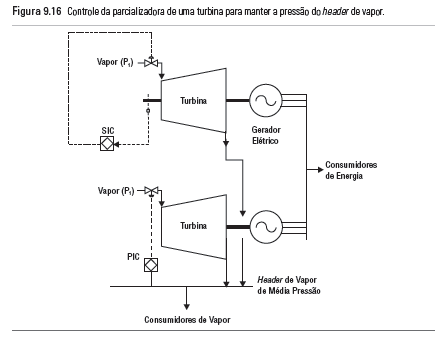 Figura 9.16 Controle da parcializadora de uma turbina para manter a pressão do header de vapor.
Vapor (P₁)
Turbina
SIC
Gerador
Elétrico
Consumidores
de Energia
Vapor (P₁)
Turbina
PIC
Header de Vapor
de Média Pressão
Consumidores de Vapor